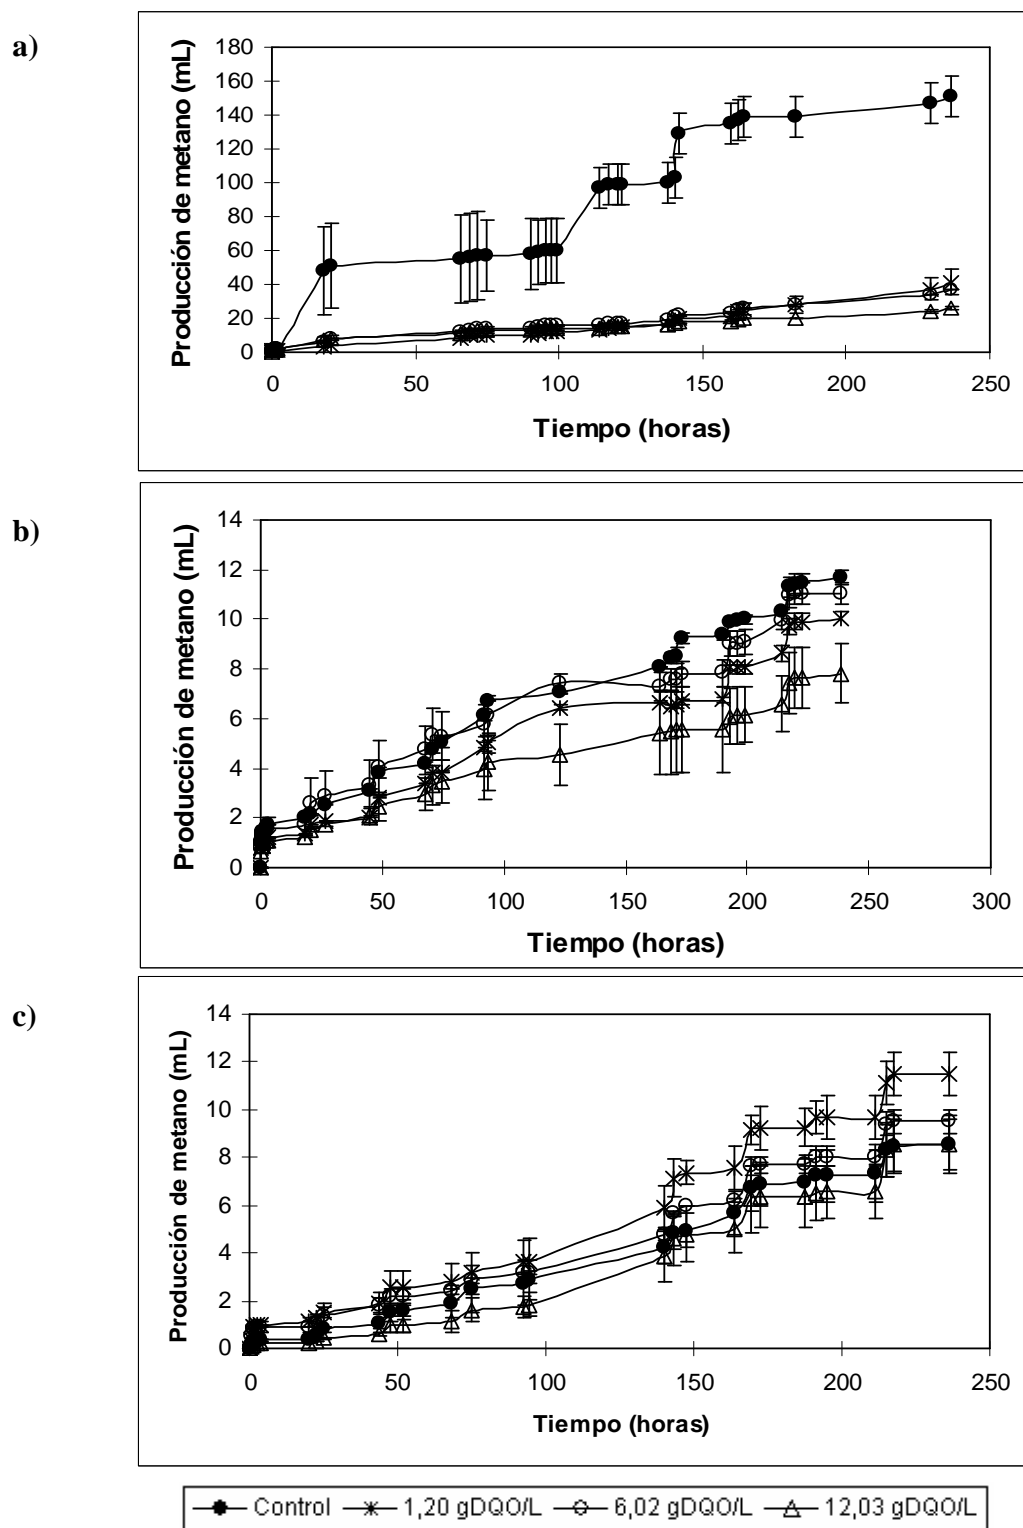 a)
Producción de metano (mL)
180
160
140
120
100
80
60
40
20
0
0 50 100 150 200 250
Tiempo (horas)
b)
Producción de metano (mL)
14
12
10
8
6
4
2
0
0 50 100 150 200 250 300
Tiempo (horas)
c)
Producción de metano (mL)
14
12
10
8
6
4
2
0
0 50 100 150 200 250
Tiempo (horas)
Control 1,20 gDQO/L 6,02 gDQO/L 12,03 gDQO/L